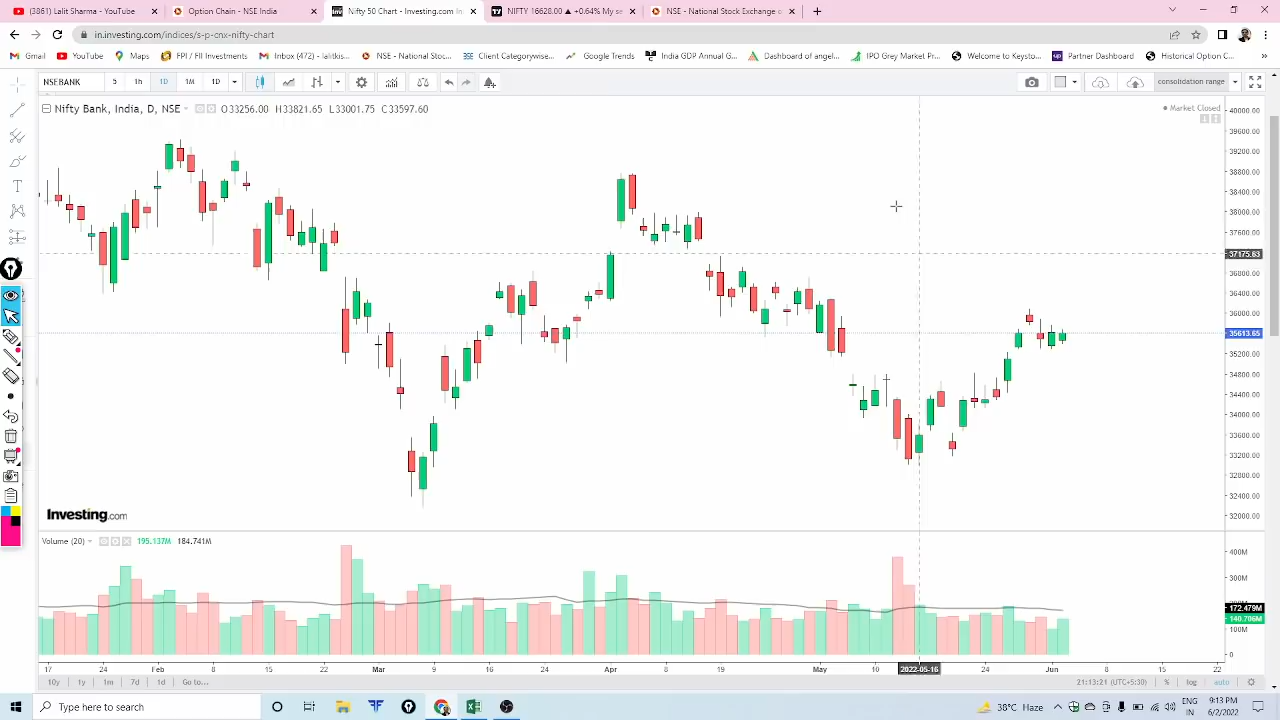 (3861) Lalit Sharma - YouTube
Option Chain - NSE India
Nifty 50 Chart - Investing.com In
NIFTY 16628.00 ▲ +0.64% My se
NSE - National Stock Exchange o
in.investing.com/indices/s-p-cnx-nifty-chart
Gmail
YouTube
Maps
FPI / FII Investments
Inbox (472) - lalitkis...
NSE - National Stoc...
Client Categorywise...
Google Trends
India GDP Annual G...
Dashboard of angel...
IPO Grey Market Pre...
Welcome to Keysto...
Partner Dashboard
Historical Option C...
NSEBANK
5
1h
1D
1M
1D
consolidation range
Nifty Bank, India, D, NSE
O33256.00 H33821.65 L33001.75 C33597.60
Market Closed
40000.00
39600.00
39200.00
38800.00
38400.00
38000.00
37600.00
37175.63
36800.00
36400.00
36000.00
35613.65
35200.00
34800.00
34400.00
34000.00
33600.00
33200.00
32800.00
32400.00
32000.00
Investing.com
Volume (20)
195.137M
184.741M
400M
300M
172.479M
140.786M
100M
0
17
24
Feb
8
15
22
Mar
9
16
24
Apr
8
19
May
10
2022-05-16
24
Jun
8
15
22
10y
1y
1m
7d
1d
Go to...
21:13:21 (UTC+5:30)
%
log
auto
Type here to search
38°C Haze
ENG
IN
9:13 PM
6/2/2022